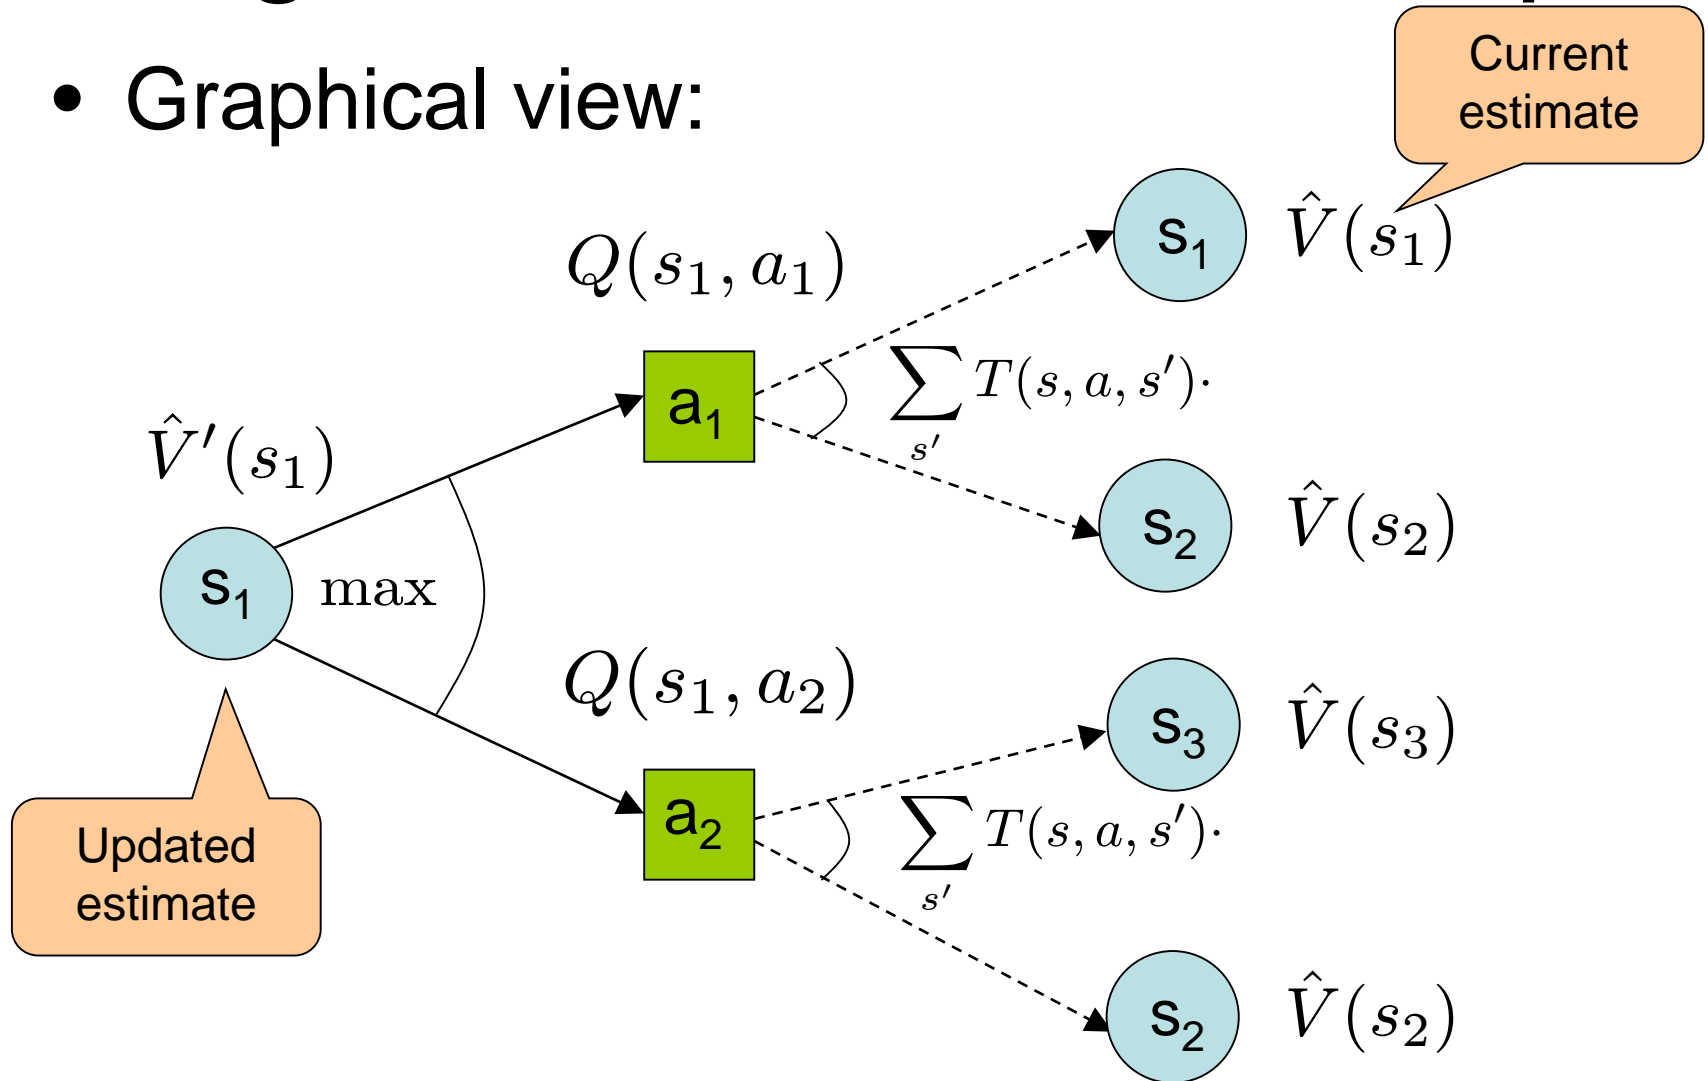 • Graphical view:
Current
estimate
s₁
V̂(s₁)
Q(s₁, a₁)
a₁
∑ T(s, a, s′)·
s′
V̂′(s₁)
s₂
V̂(s₂)
s₁
max
Q(s₁, a₂)
s₃
V̂(s₃)
a₂
∑ T(s, a, s′)·
s′
Updated
estimate
s₂
V̂(s₂)